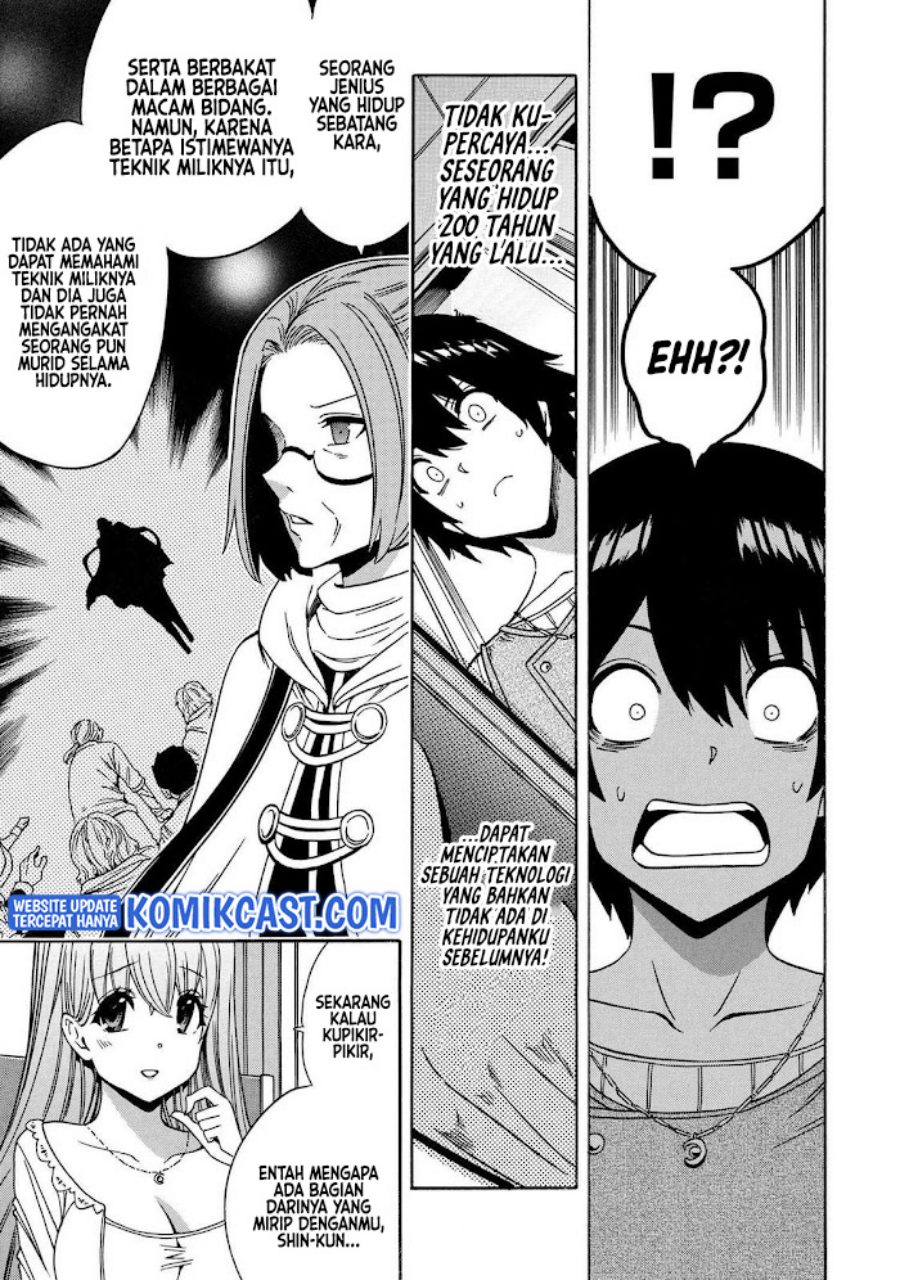 !?
EHH?!
TIDAK KU-
PERCAYA...
SESEORANG
YANG HIDUP
200 TAHUN
YANG LALU...
...DAPAT
MENCIPTAKAN
SEBUAH TEKNOLOGI
YANG BAHKAN
TIDAK ADA DI
KEHIDUPANKU
SEBELUMNYA!
SEORANG
JENIUS
YANG HIDUP
SEBATANG
KARA,
SERTA BERBAKAT
DALAM BERBAGAI
MACAM BIDANG.
NAMUN, KARENA
BETAPA ISTIMEWANYA
TEKNIK MILIKNYA ITU,
TIDAK ADA YANG
DAPAT MEMAHAMI
TEKNIK MILIKNYA
DAN DIA JUGA
TIDAK PERNAH
MENGANGAKAT
SEORANG PUN
MURID SELAMA
HIDUPNYA.
WEBSITE UPDATE
TERCEPAT HANYA
KOMIKCAST.COM
SEKARANG
KALAU
KUPIKIR-
PIKIR,
ENTAH MENGAPA
ADA BAGIAN
DARINYA YANG
MIRIP DENGANMU,
SHIN-KUN...